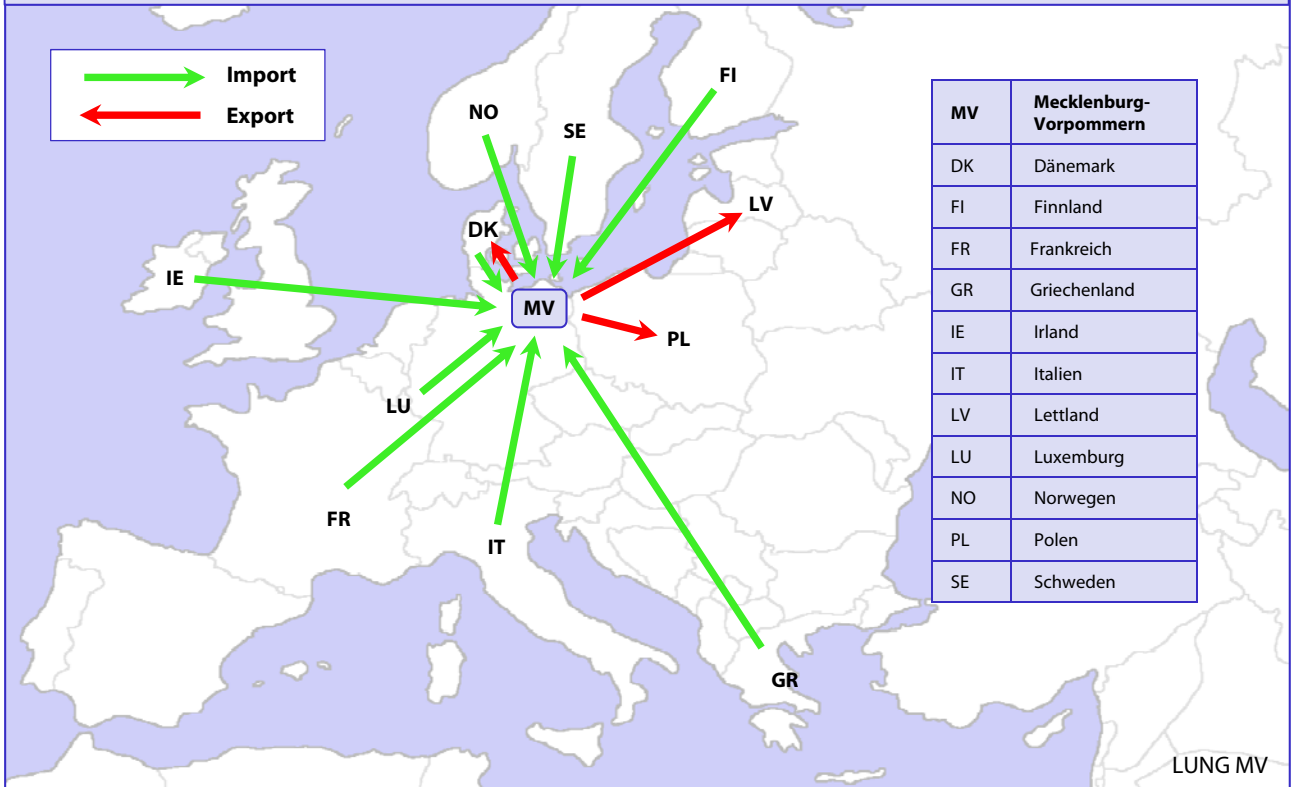 Import
Export
FI
NO
SE
DK
LV
IE
MV
PL
LU
FR
IT
GR
MV Mecklenburg-
Vorpommern
DK Dänemark
FI Finnland
FR Frankreich
GR Griechenland
IE Irland
IT Italien
LV Lettland
LU Luxemburg
NO Norwegen
PL Polen
SE Schweden
LUNG MV